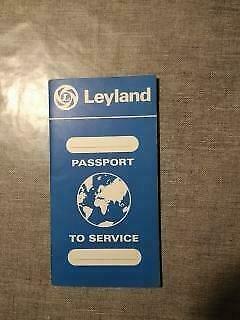 L Leyland
PASSPORT
TO SERVICE